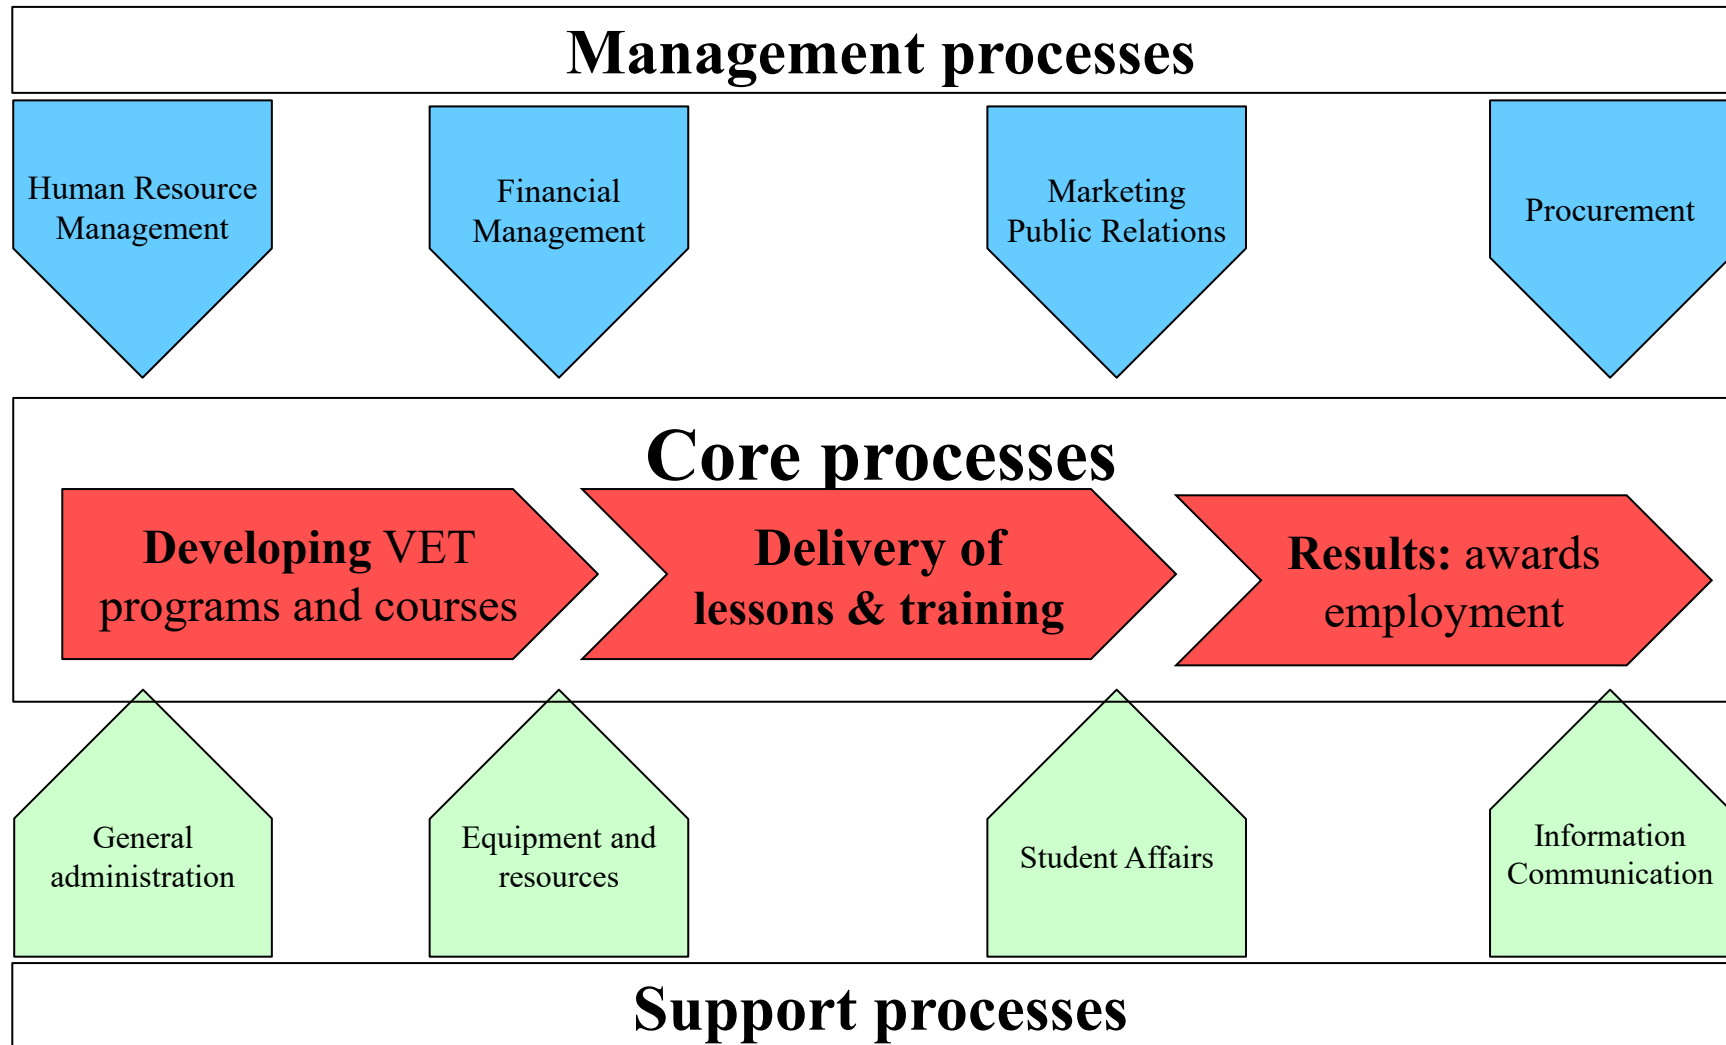 Management processes
Human Resource
Management
Financial
Management
Marketing
Public Relations
Procurement
Core processes
Developing VET
programs and courses
Delivery of
lessons & training
Results: awards
employment
General
administration
Equipment and
resources
Student Affairs
Information
Communication
Support processes